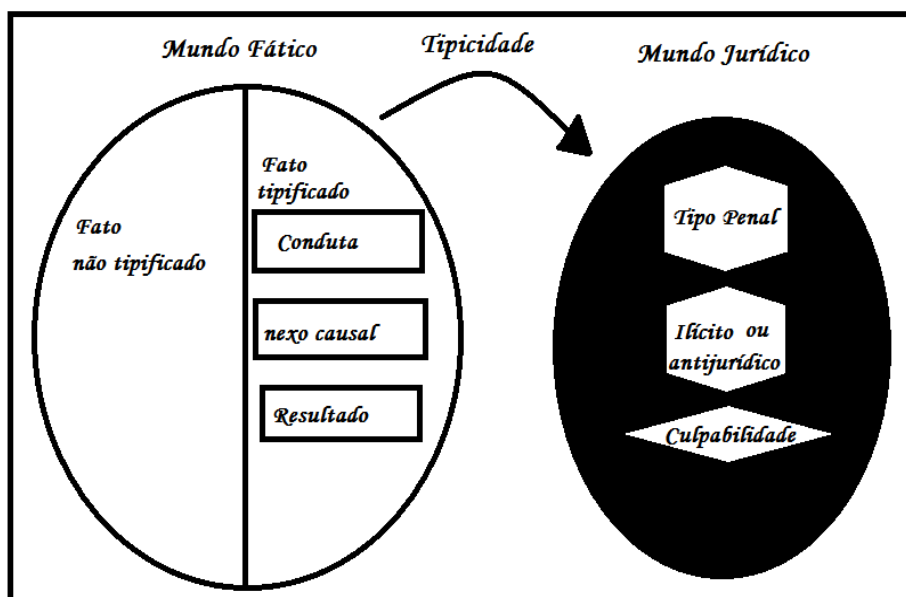 Mundo Fático
Tipicidade
Mundo Jurídico
Fato
não tipificado
Fato
tipificado
Conduta
nexo causal
Resultado
Tipo Penal
Ilícito ou
antijurídico
Culpabilidade